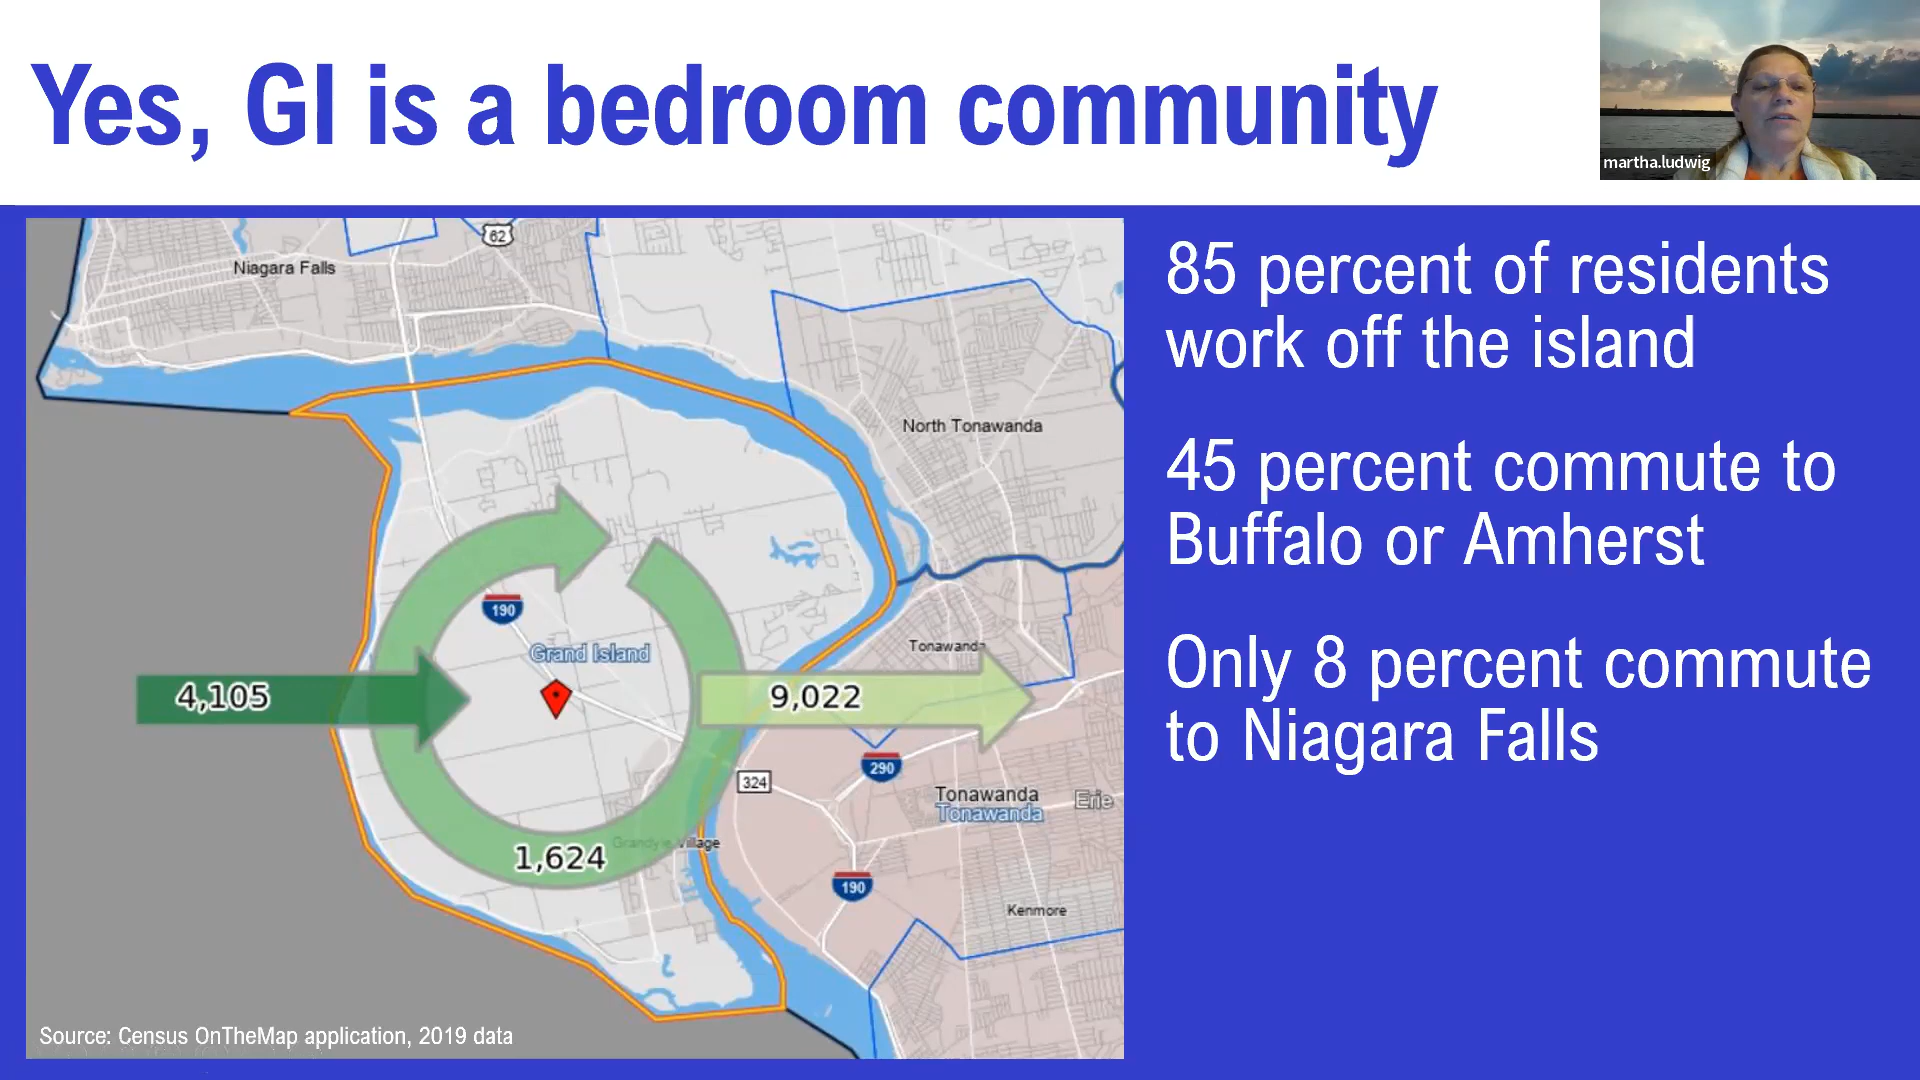 Yes, GI is a bedroom community
martha.ludwig
62
Niagara Falls
North Tonawanda
190
Grand Island
Tonawanda
4,105
9,022
290
324
Tonawanda
Erie
Tonawanda
Grandyle Village
1,624
190
Kenmore
Source: Census OnTheMap application, 2019 data
85 percent of residents
work off the island
45 percent commute to
Buffalo or Amherst
Only 8 percent commute
to Niagara Falls